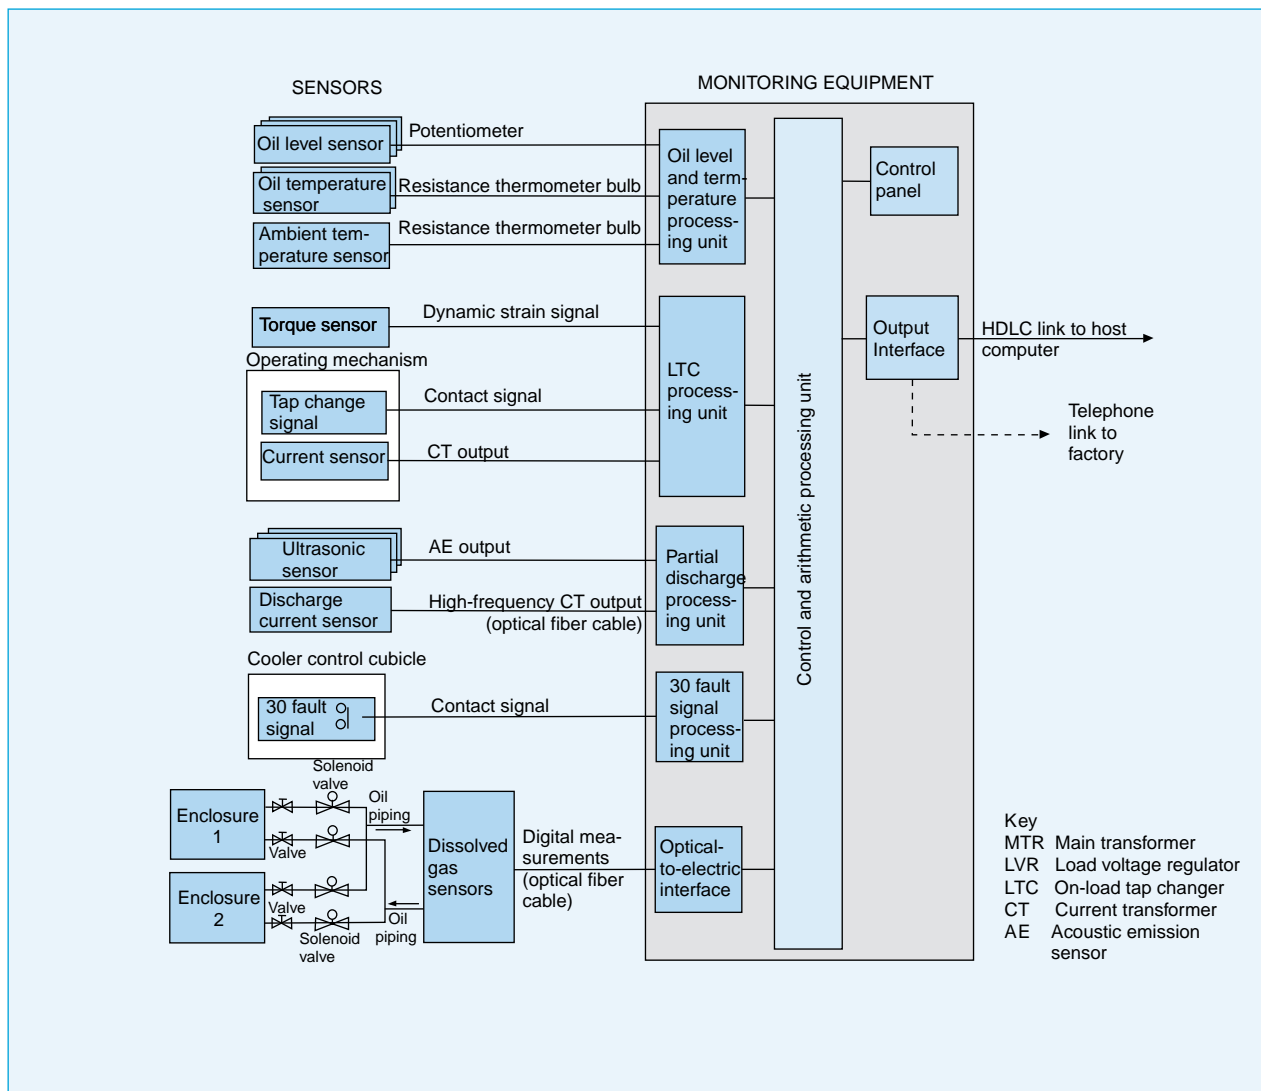 SENSORS
MONITORING EQUIPMENT
Oil level sensor
Potentiometer
Oil temperature
sensor
Resistance thermometer bulb
Ambient tem-
perature sensor
Resistance thermometer bulb
Oil level
and tem-
perature
process-
ing unit
Control
panel
Torque sensor
Dynamic strain signal
Operating mechanism
Tap change
signal
Contact signal
Current sensor
CT output
LTC
process-
ing unit
Output
Interface
HDLC link to host
computer
Telephone
link to
factory
Control and arithmetic processing unit
Ultrasonic
sensor
AE output
Discharge
current sensor
High-frequency CT output
(optical fiber cable)
Partial
discharge
process-
ing unit
Cooler control cubicle
30 fault
signal
Contact signal
30 fault
signal
process-
ing unit
Solenoid
valve
Oil
piping
Enclosure
1
Valve
Enclosure
2
Valve
Solenoid
valve
Oil
piping
Dissolved
gas
sensors
Digital mea-
surements
(optical fiber
cable)
Optical-
to-electric
interface
Key
MTR Main transformer
LVR Load voltage regulator
LTC On-load tap changer
CT Current transformer
AE Acoustic emission
sensor